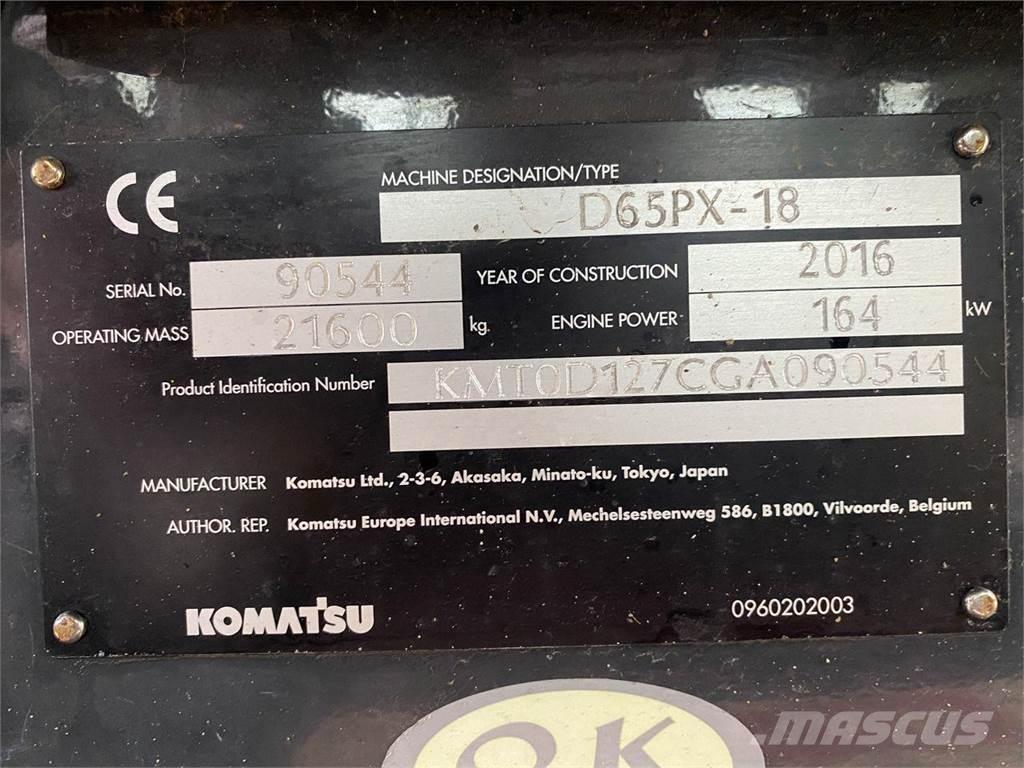 CE
MACHINE DESIGNATION/TYPE
D65PX-18
SERIAL No. 90544 YEAR OF CONSTRUCTION 2016
OPERATING MASS 21600 kg. ENGINE POWER 164 kW
Product Identification Number KMT0D127CGA090544
MANUFACTURER Komatsu Ltd., 2-3-6, Akasaka, Minato-ku, Tokyo, Japan
AUTHOR. REP. Komatsu Europe International N.V., Mechelsesteenweg 586, B1800, Vilvoorde, Belgium
KOMATSU 0960202003
OK
MASCUS